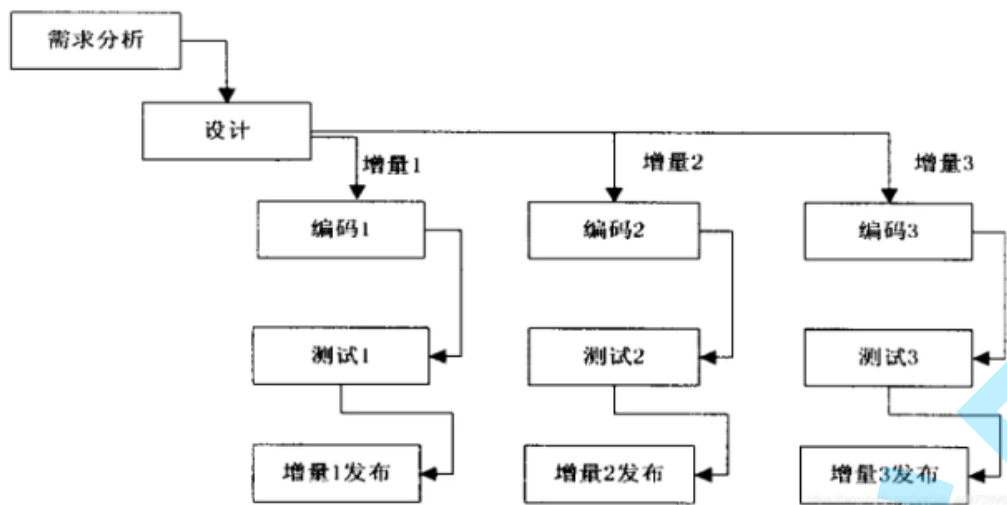 需求分析
设计
增量1
增量2
增量3
编码1
编码2
编码3
测试1
测试2
测试3
增量1发布
增量2发布
增量3发布